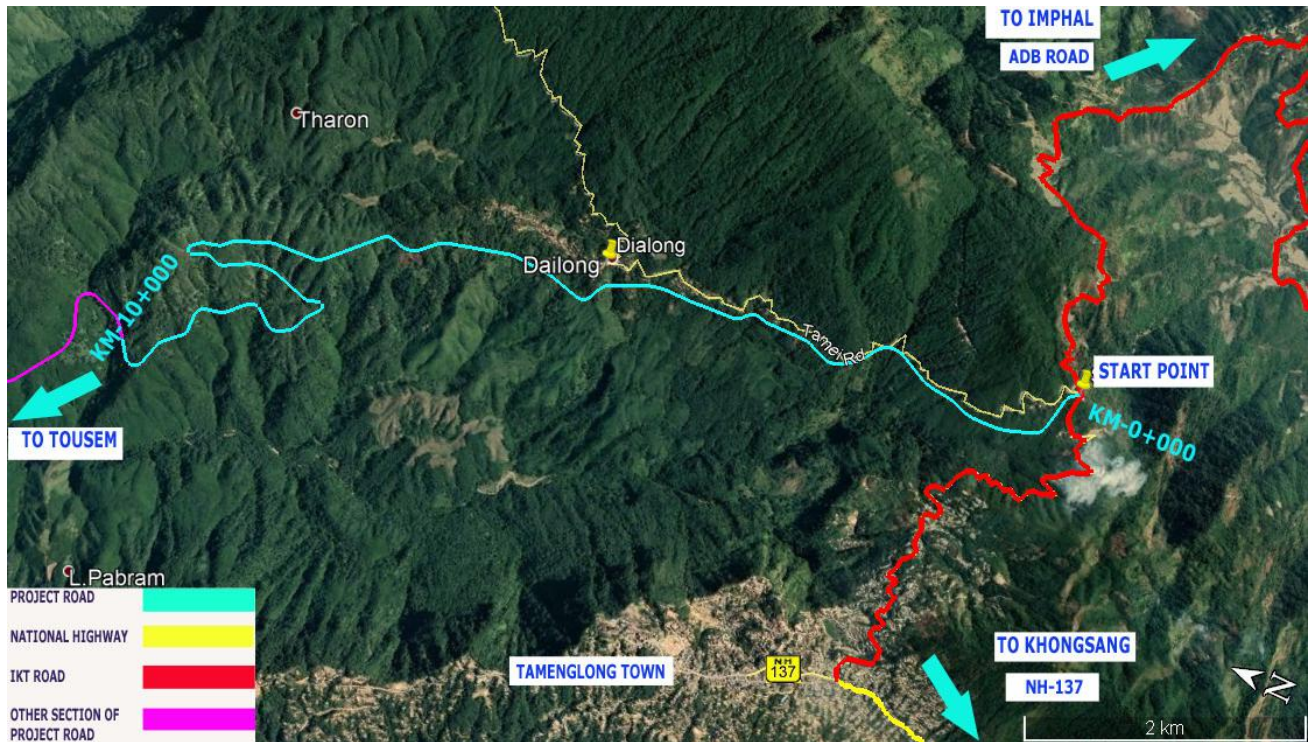 TO IMPHAL
ADB ROAD
Tharon
Dialong
Dailong
KM-10+000
Tamei Rd
START POINT
KM-0+000
TO TOUSEM
L.Pabram
PROJECT ROAD
NATIONAL HIGHWAY
IKT ROAD
OTHER SECTION OF
PROJECT ROAD
TAMENGLONG TOWN
NH
137
TO KHONGSANG
NH-137
N
2 km